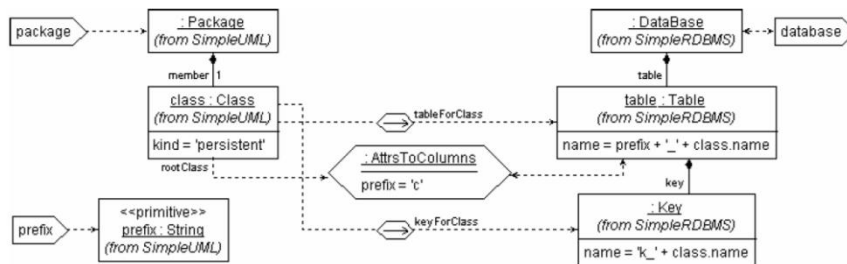 package
: Package
(from SimpleUML)
member 1
class : Class
(from SimpleUML)
kind = 'persistent'
rootClass
prefix
<<primitive>>
prefix : String
(from SimpleUML)
tableForClass
: AttrsToColumns
prefix = 'c'
keyForClass
: DataBase
(from SimpleRDBMS)
database
table
table : Table
(from SimpleRDBMS)
name = prefix + '_' + class.name
key
: Key
(from SimpleRDBMS)
name = 'k_' + class.name